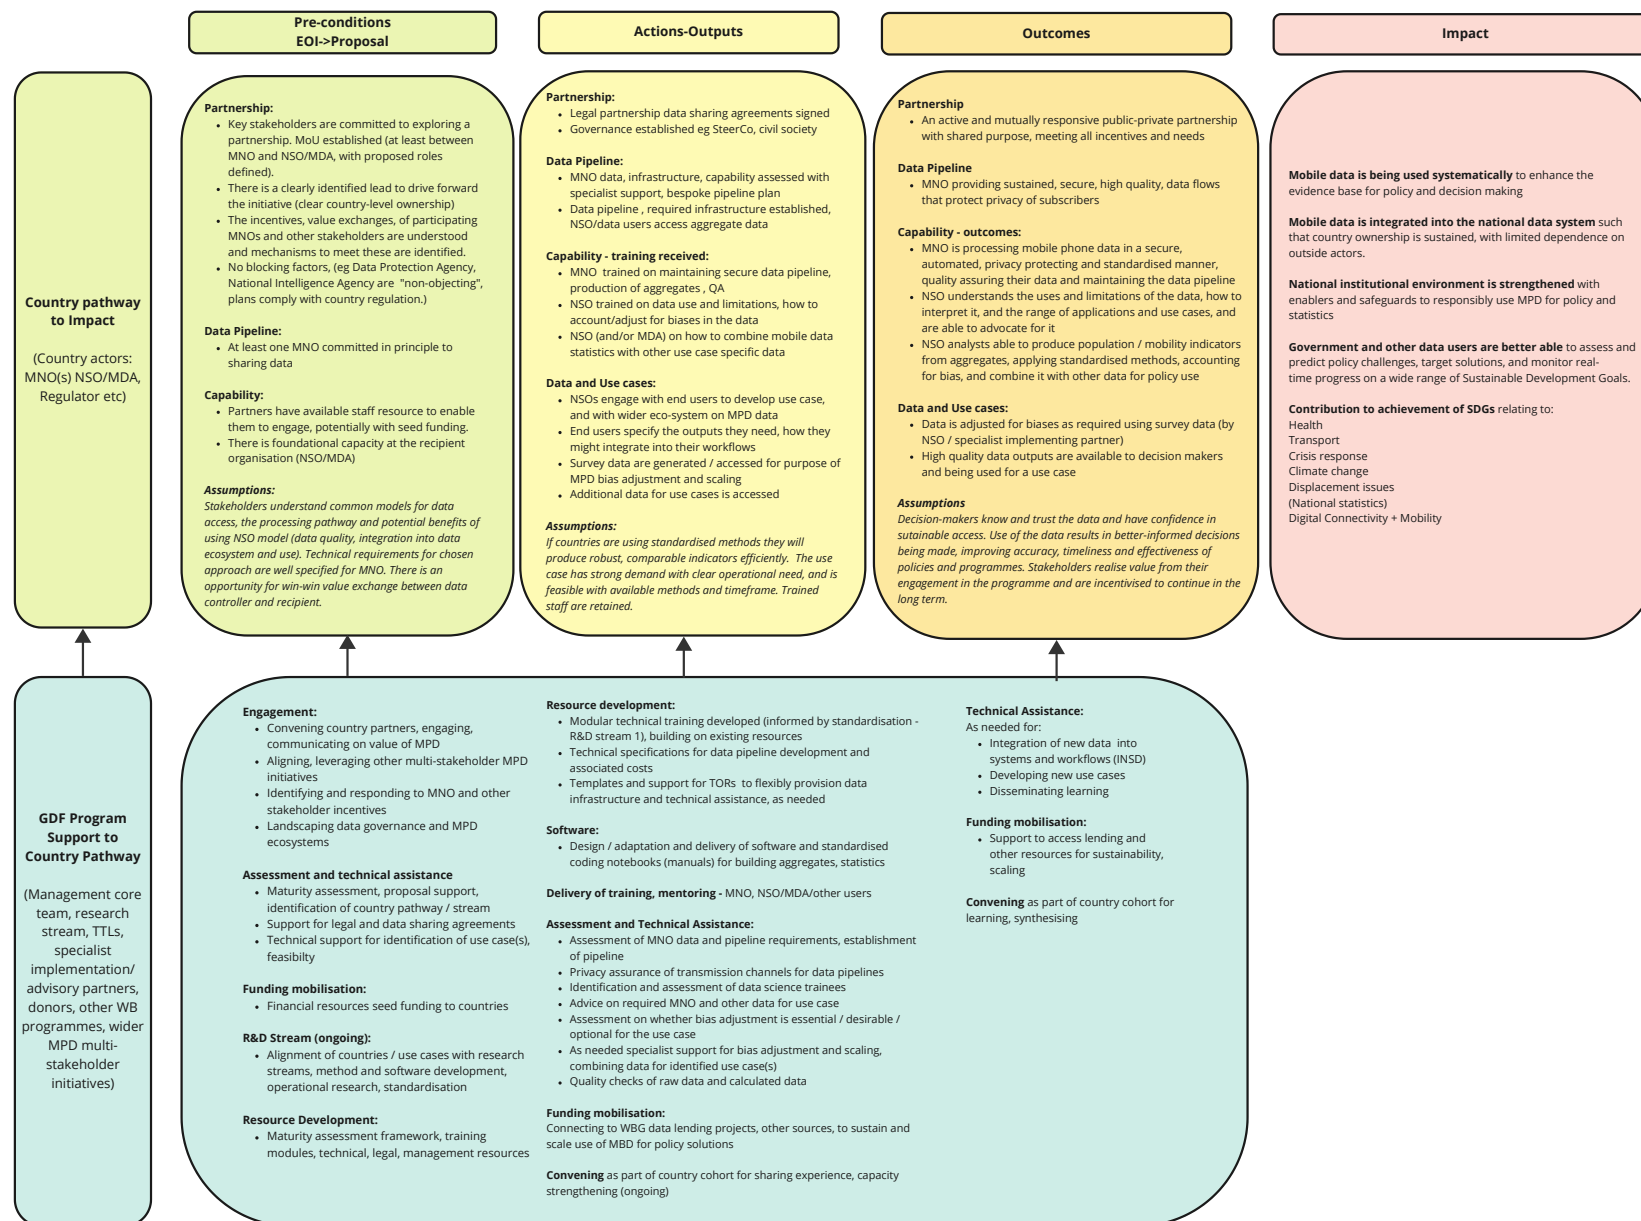 Pre-conditions
EOI->Proposal
Actions-Outputs
Outcomes
Impact
Country pathway
to Impact
(Country actors:
MNO(s) NSO/MDA,
Regulator etc)
Partnership:
• Key stakeholders are committed to exploring a
partnership. MoU established (at least between
MNO and NSO/MDA, with proposed roles
defined).
• There is a clearly identified lead to drive forward
the initiative (clear country-level ownership)
• The incentives, value exchanges, of participating
MNOs and other stakeholders are understood
and mechanisms to meet these are identified.
• No blocking factors, (eg Data Protection Agency,
National Intelligence Agency are "non-objecting",
plans comply with country regulation.)
Data Pipeline:
• At least one MNO committed in principle to
sharing data
Capability:
• Partners have available staff resource to enable
them to engage, potentially with seed funding.
• There is foundational capacity at the recipient
organisation (NSO/MDA)
Assumptions:
Stakeholders understand common models for data
access, the processing pathway and potential benefits of
using NSO model (data quality, integration into data
ecosystem and use). Technical requirements for chosen
approach are well specified for MNO. There is an
opportunity for win-win value exchange between data
controller and recipient.
Partnership:
• Legal partnership data sharing agreements signed
• Governance established eg SteerCo, civil society
Data Pipeline:
• MNO data, infrastructure, capability assessed with
specialist support, bespoke pipeline plan
• Data pipeline , required infrastructure established,
NSO/data users access aggregate data
Capability - training received:
• MNO trained on maintaining secure data pipeline,
production of aggregates , QA
• NSO trained on data use and limitations, how to
account/adjust for biases in the data
• NSO (and/or MDA) on how to combine mobile data
statistics with other use case specific data
Data and Use cases:
• NSOs engage with end users to develop use case,
and with wider eco-system on MPD data
• End users specify the outputs they need, how they
might integrate into their workflows
• Survey data are generated / accessed for purpose of
MPD bias adjustment and scaling
• Additional data for use cases is accessed
Assumptions:
If countries are using standardised methods they will
produce robust, comparable indicators efficiently. The use
case has strong demand with clear operational need, and is
feasible with available methods and timeframe. Trained
staff are retained.
Partnership
• An active and mutually responsive public-private partnership
with shared purpose, meeting all incentives and needs
Data Pipeline
• MNO providing sustained, secure, high quality, data flows
that protect privacy of subscribers
Capability - outcomes:
• MNO is processing mobile phone data in a secure,
automated, privacy protecting and standardised manner,
quality assuring their data and maintaining the data pipeline
• NSO understands the uses and limitations of the data, how to
interpret it, and the range of applications and use cases, and
are able to advocate for it
• NSO analysts able to produce population / mobility indicators
from aggregates, applying standardised methods, accounting
for bias, and combine it with other data for policy use
Data and Use cases:
• Data is adjusted for biases as required using survey data (by
NSO / specialist implementing partner)
• High quality data outputs are available to decision makers
and being used for a use case
Assumptions
Decision-makers know and trust the data and have confidence in
sutainable access. Use of the data results in better-informed decisions
being made, improving accuracy, timeliness and effectiveness of
policies and programmes. Stakeholders realise value from their
engagement in the programme and are incentivised to continue in the
long term.
Mobile data is being used systematically to enhance the
evidence base for policy and decision making
Mobile data is integrated into the national data system such
that country ownership is sustained, with limited dependence on
outside actors.
National institutional environment is strengthened with
enablers and safeguards to responsibly use MPD for policy and
statistics
Government and other data users are better able to assess and
predict policy challenges, target solutions, and monitor real-
time progress on a wide range of Sustainable Development Goals.
Contribution to achievement of SDGs relating to:
Health
Transport
Crisis response
Climate change
Displacement issues
(National statistics)
Digital Connectivity + Mobility
GDF Program
Support to
Country Pathway
(Management core
team, research
stream, TTLs,
specialist
implementation/
advisory partners,
donors, other WB
programmes, wider
MPD multi-
stakeholder
initiatives)
Engagement:
• Convening country partners, engaging,
communicating on value of MPD
• Aligning, leveraging other multi-stakeholder MPD
initiatives
• Identifying and responding to MNO and other
stakeholder incentives
• Landscaping data governance and MPD
ecosystems
Assessment and technical assistance
• Maturity assessment, proposal support,
identification of country pathway / stream
• Support for legal and data sharing agreements
• Technical support for identification of use case(s),
feasibilty
Funding mobilisation:
• Financial resources seed funding to countries
R&D Stream (ongoing):
• Alignment of countries / use cases with research
streams, method and software development,
operational research, standardisation
Resource Development:
• Maturity assessment framework, training
modules, technical, legal, management resources
Resource development:
• Modular technical training developed (informed by standardisation -
R&D stream 1), building on existing resources
• Technical specifications for data pipeline development and
associated costs
• Templates and support for TORs to flexibly provision data
infrastructure and technical assistance, as needed
Software:
• Design / adaptation and delivery of software and standardised
coding notebooks (manuals) for building aggregates, statistics
Delivery of training, mentoring - MNO, NSO/MDA/other users
Assessment and Technical Assistance:
• Assessment of MNO data and pipeline requirements, establishment
of pipeline
• Privacy assurance of transmission channels for data pipelines
• Identification and assessment of data science trainees
• Advice on required MNO and other data for use case
• Assessment on whether bias adjustment is essential / desirable /
optional for the use case
• As needed specialist support for bias adjustment and scaling,
combining data for identified use case(s)
• Quality checks of raw data and calculated data
Funding mobilisation:
Connecting to WBG data lending projects, other sources, to sustain and
scale use of MBD for policy solutions
Convening as part of country cohort for sharing experience, capacity
strengthening (ongoing)
Technical Assistance:
As needed for:
• Integration of new data into
systems and workflows (INSD)
• Developing new use cases
• Disseminating learning
Funding mobilisation:
• Support to access lending and
other resources for sustainability,
scaling
Convening as part of country cohort for
learning, synthesising